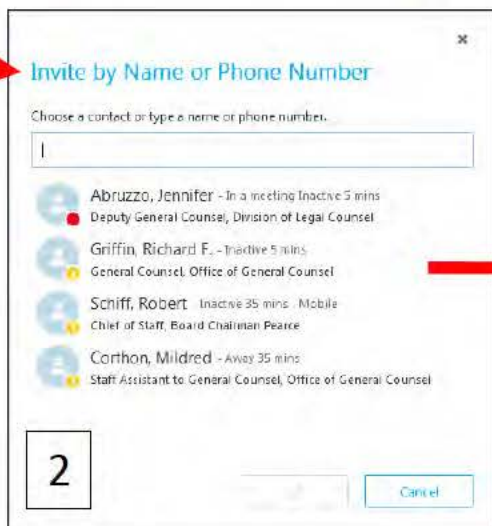 ×
Invite by Name or Phone Number
Choose a contact or type a name or phone number.
Abruzzo, Jennifer - In a meeting Inactive 5 mins
Deputy General Counsel, Division of Legal Counsel
Griffin, Richard F. - Inactive 5 mins
General Counsel, Office of General Counsel
Schiff, Robert Inactive 35 mins Mobile
Chief of Staff, Board Chairman Pearce
Corthon, Mildred - Away 35 mins
Staff Assistant to General Counsel, Office of General Counsel
2
Cancel